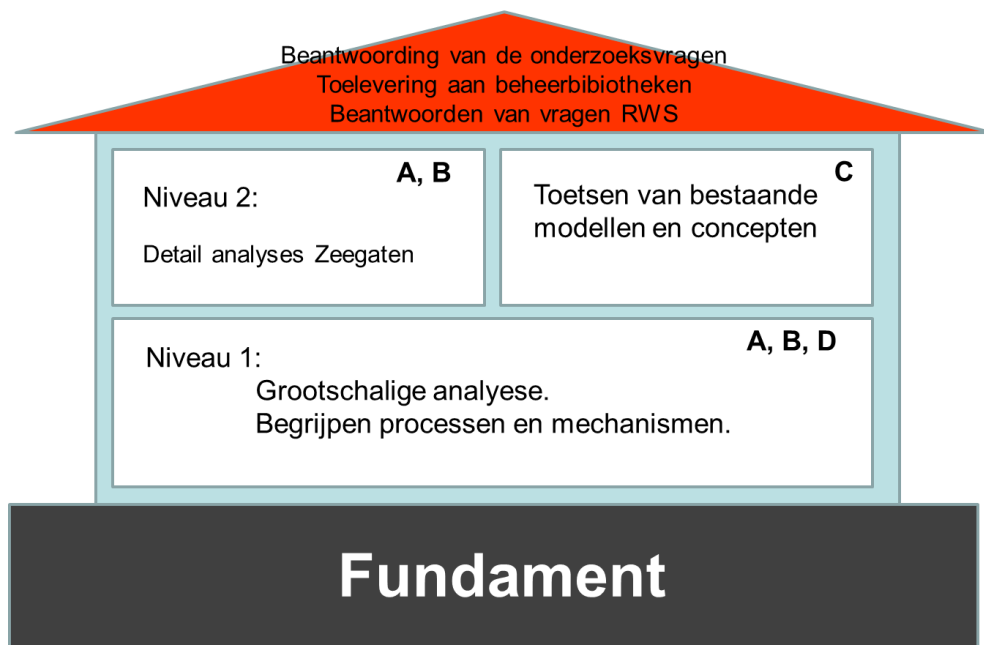 Beantwoording van de onderzoeksvragen
Toelevering aan beheerbibiotheken
Beantwoorden van vragen RWS
A, B
Niveau 2:
Detail analyses Zeegaten
C
Toetsen van bestaande
modellen en concepten
A, B, D
Niveau 1:
Grootschalige analyese.
Begrijpen processen en mechanismen.
Fundament